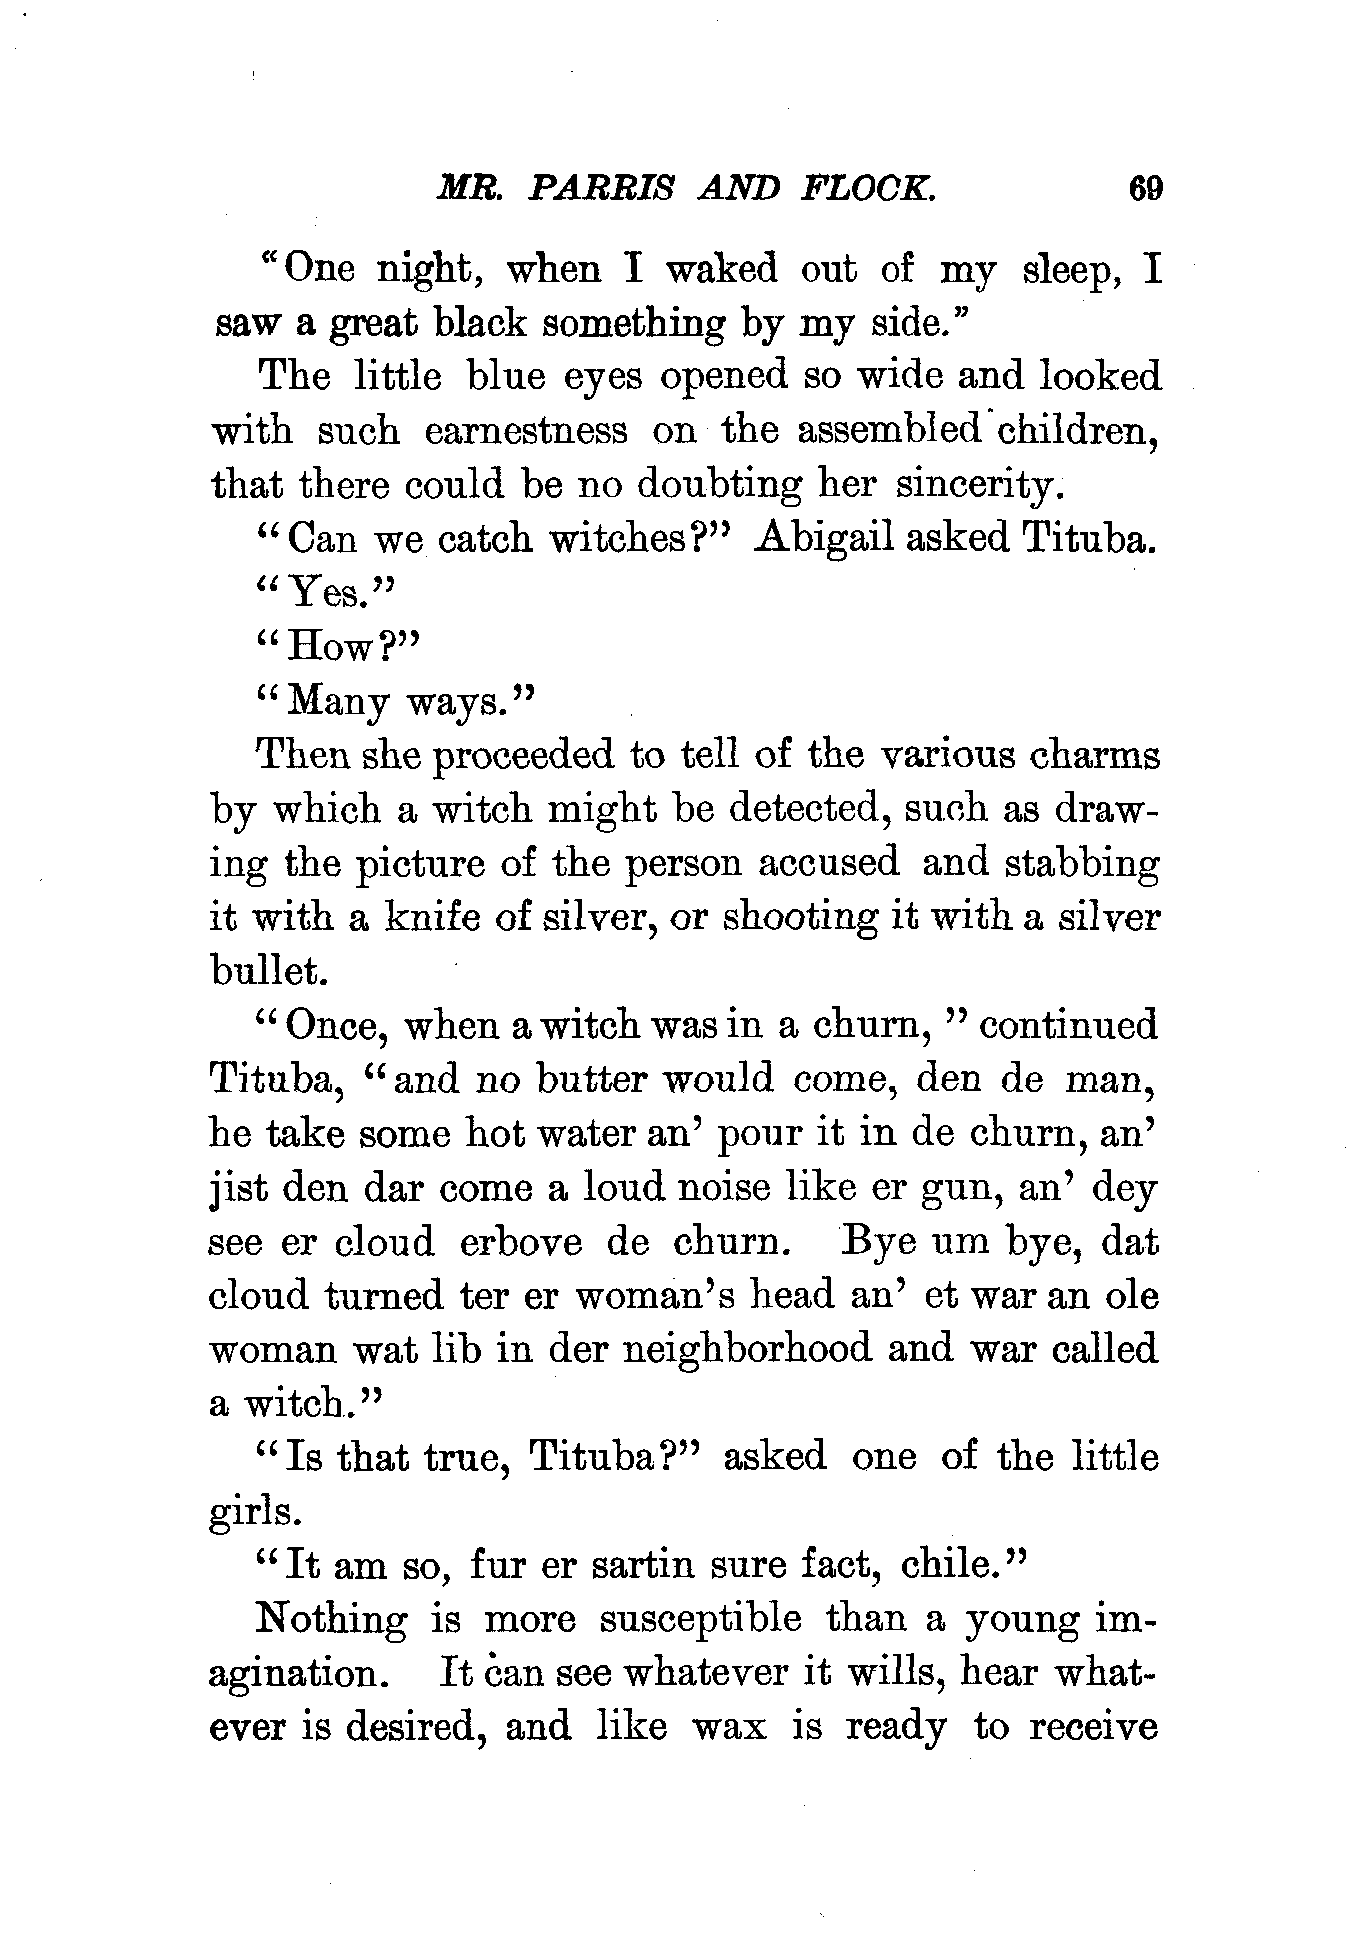 MR. PARRIS AND FLOCK. 69
"One night, when I waked out of my sleep, I
saw a great black something by my side."
The little blue eyes opened so wide and looked
with such earnestness on the assembled children,
that there could be no doubting her sincerity.
"Can we catch witches?" Abigail asked Tituba.
"Yes."
"How?"
"Many ways."
Then she proceeded to tell of the various charms
by which a witch might be detected, such as draw-
ing the picture of the person accused and stabbing
it with a knife of silver, or shooting it with a silver
bullet.
"Once, when a witch was in a churn," continued
Tituba, "and no butter would come, den de man,
he take some hot water an' pour it in de churn, an'
jist den dar come a loud noise like er gun, an' dey
see er cloud erbove de churn. Bye um bye, dat
cloud turned ter er woman's head an' et war an ole
woman wat lib in der neighborhood and war called
a witch."
"Is that true, Tituba?" asked one of the little
girls.
"It am so, fur er sartin sure fact, chile."
Nothing is more susceptible than a young im-
agination. It can see whatever it wills, hear what-
ever is desired, and like wax is ready to receive